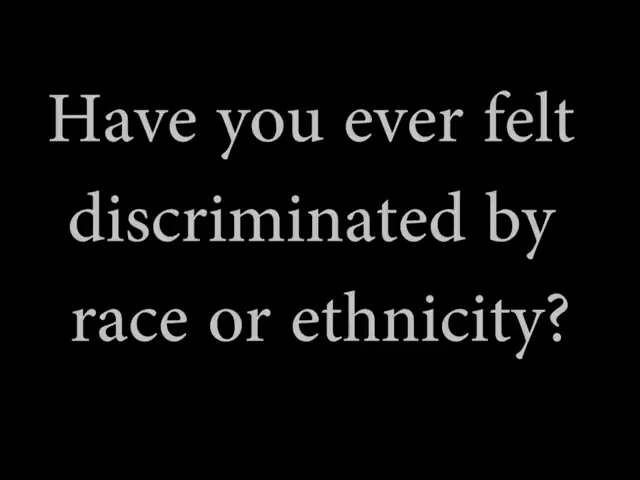 Have you ever felt
discriminated by
race or ethnicity?